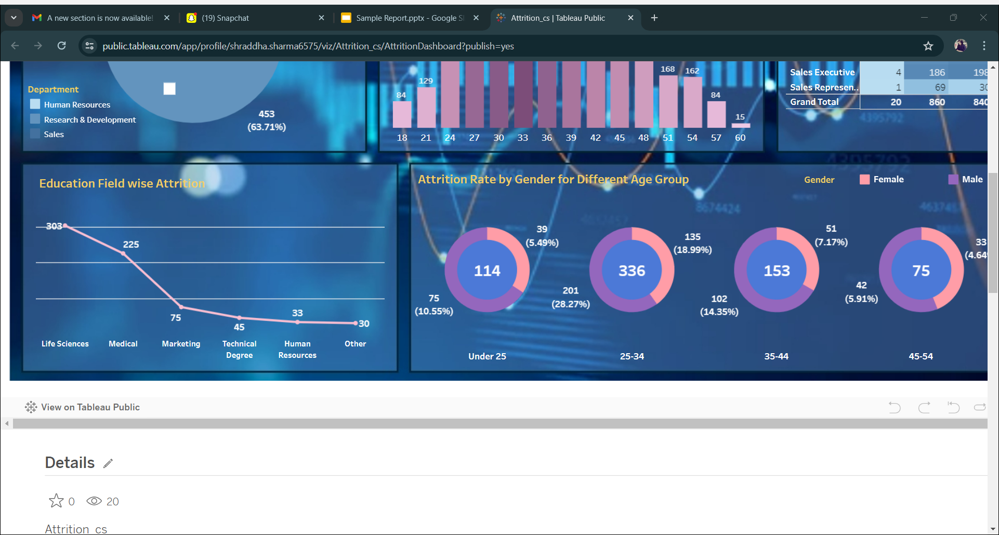 A new section is now available!
(19) Snapchat
Sample Report.pptx - Google Sl
Attrition_cs | Tableau Public
public.tableau.com/app/profile/shraddha.sharma6575/viz/Attrition_cs/AttritionDashboard?publish=yes
Department
Human Resources
Research & Development
Sales
453
(63.71%)
84
129
168
162
84
15
18 21 24 27 30 33 36 39 42 45 48 51 54 57 60
Sales Executive 4 186 198
Sales Represen.. 1 69 30
Grand Total 20 860 840
4395792
4395792
Education Field wise Attrition
303
225
75
45
33
30
Life Sciences
Medical
Marketing
Technical
Degree
Human
Resources
Other
Attrition Rate by Gender for Different Age Group
Gender
Female
Male
8674424
114
39
(5.49%)
75
(10.55%)
Under 25
336
135
(18.99%)
201
(28.27%)
25-34
153
51
(7.17%)
102
(14.35%)
35-44
75
33
(4.64
42
(5.91%)
45-54
View on Tableau Public
Details
0
20
Attrition_cs